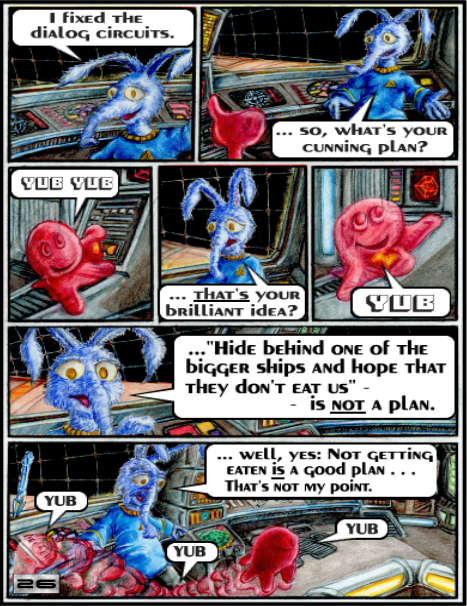 I fixed the
dialog circuits.
... so, what's your
cunning plan?
YUB YUB
... that's your
brilliant idea?
YUB
..."Hide behind one of the
bigger ships and hope that
they don't eat us" -
- is not a plan.
... well, yes: Not getting
eaten is a good plan . . .
That's not my point.
YUB
YUB
YUB
26